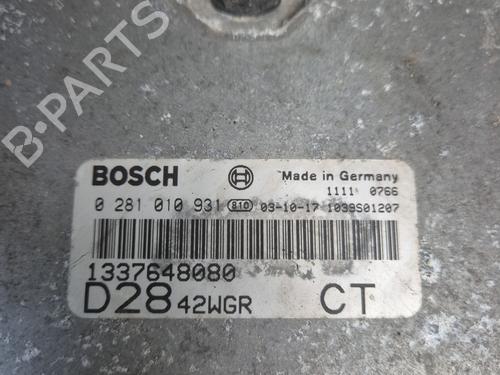 B-PARTS
BOSCH Made in Germany
1111 0766
0 281 010 931 810 03-10-17 1039S01207
1337648080
D28 42WGR CT